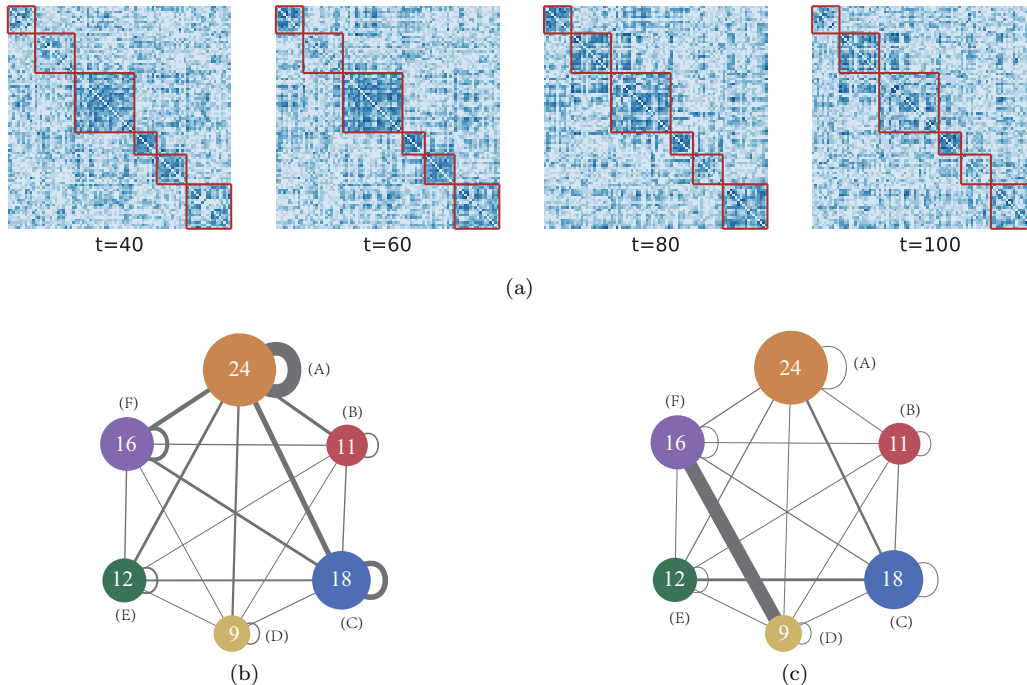 t=40 t=60 t=80 t=100
(a)
24 (A)
(F) (B)
16 11
12 18
(E) 9 (D) (C)
(b)
24 (A)
(F) (B)
16 11
12 18
(E) 9 (D) (C)
(c)